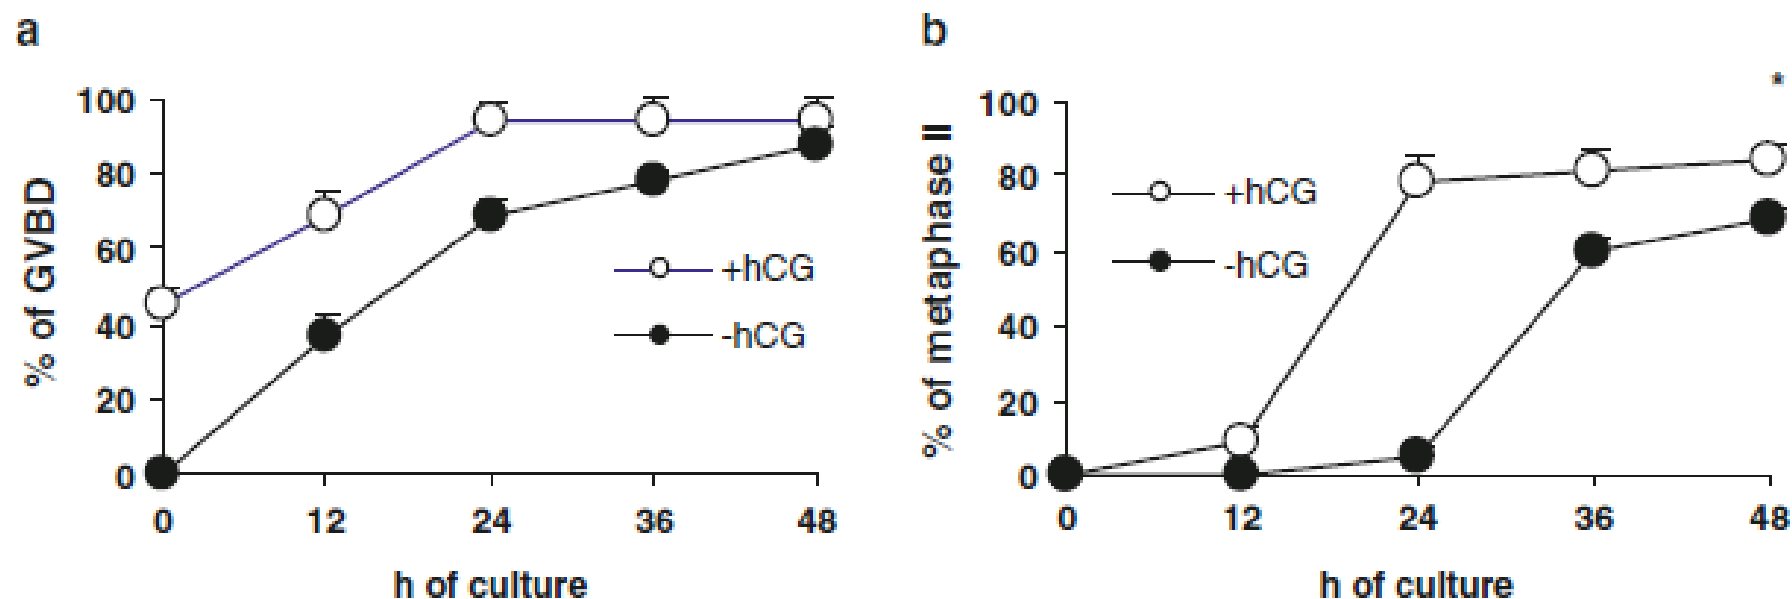 a
100
80
60
40
20
0
% of GVBD
+hCG
-hCG
0 12 24 36 48
h of culture
b
*
100
80
60
40
20
0
% of metaphase II
+hCG
-hCG
0 12 24 36 48
h of culture